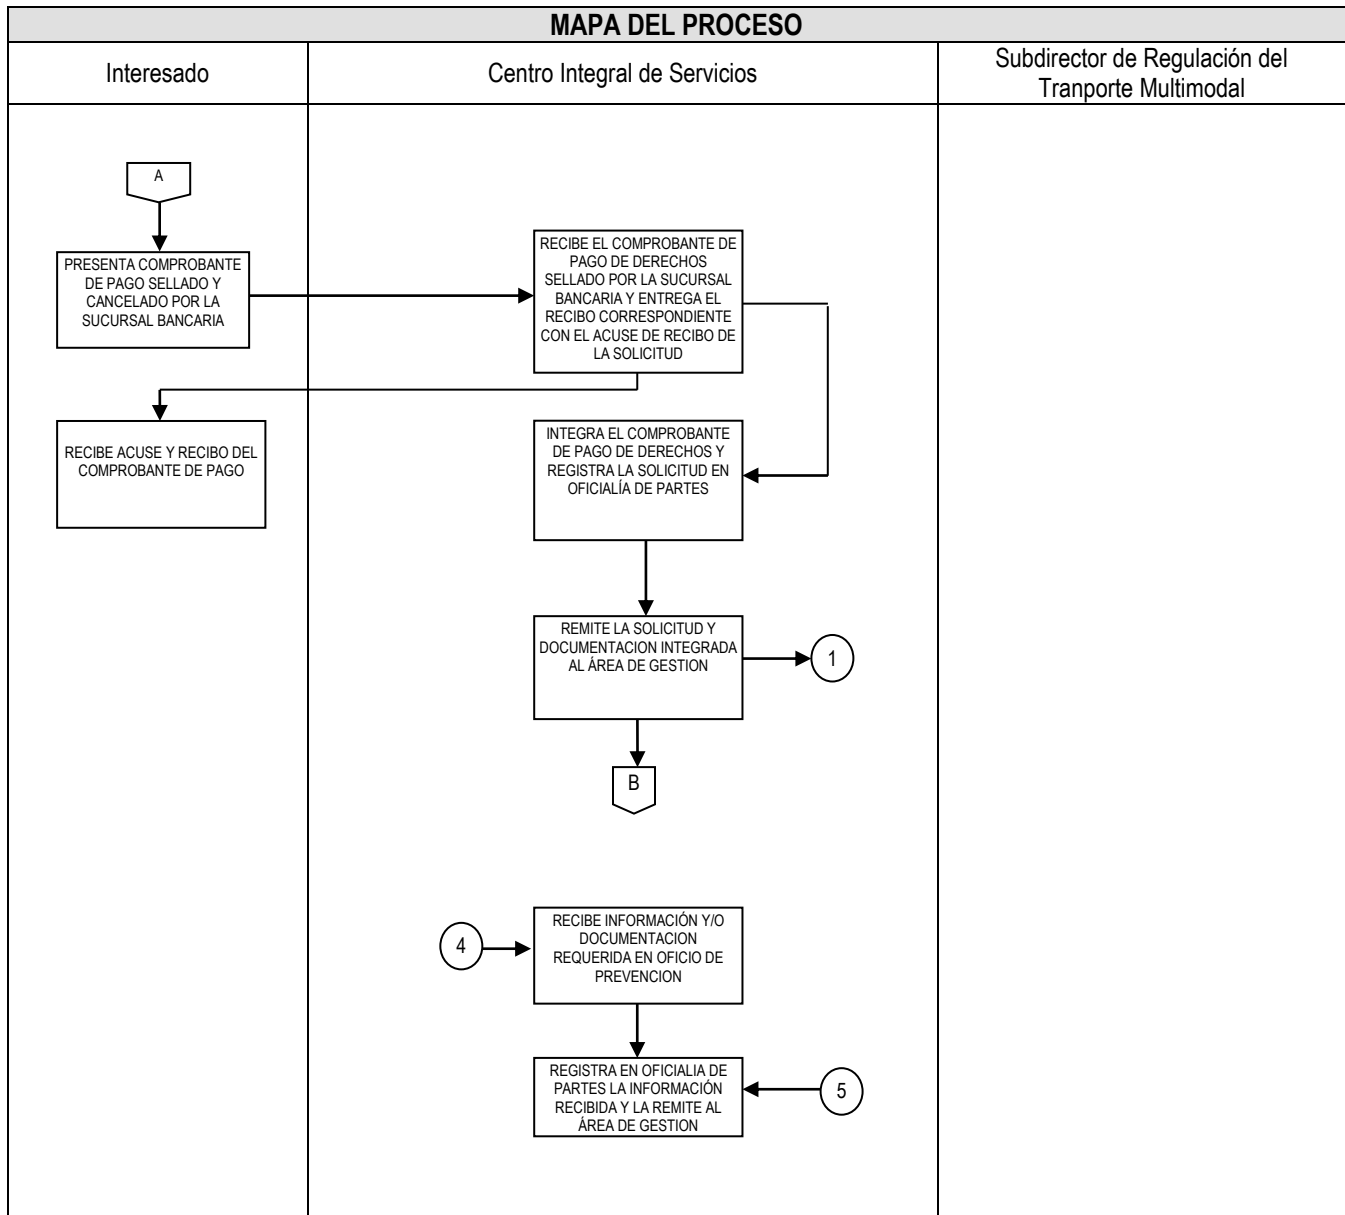 MAPA DEL PROCESO
Interesado
Centro Integral de Servicios
Subdirector de Regulación del
Tranporte Multimodal
A
PRESENTA COMPROBANTE
DE PAGO SELLADO Y
CANCELADO POR LA
SUCURSAL BANCARIA
RECIBE EL COMPROBANTE DE
PAGO DE DERECHOS
SELLADO POR LA SUCURSAL
BANCARIA Y ENTREGA EL
RECIBO CORRESPONDIENTE
CON EL ACUSE DE RECIBO DE
LA SOLICITUD
RECIBE ACUSE Y RECIBO DEL
COMPROBANTE DE PAGO
INTEGRA EL COMPROBANTE
DE PAGO DE DERECHOS Y
REGISTRA LA SOLICITUD EN
OFICIALÍA DE PARTES
REMITE LA SOLICITUD Y
DOCUMENTACION INTEGRADA
AL ÁREA DE GESTION
1
B
4
RECIBE INFORMACIÓN Y/O
DOCUMENTACION
REQUERIDA EN OFICIO DE
PREVENCION
REGISTRA EN OFICIALIA DE
PARTES LA INFORMACIÓN
RECIBIDA Y LA REMITE AL
ÁREA DE GESTION
5